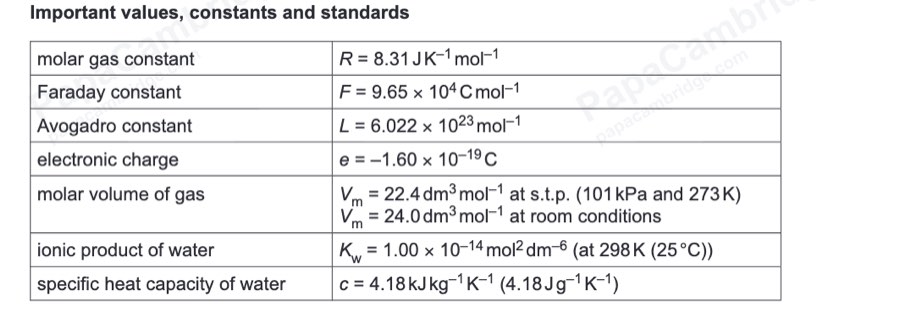 Important values, constants and standards
molar gas constant R = 8.31 J K⁻¹ mol⁻¹
Faraday constant F = 9.65 × 10⁴ C mol⁻¹
Avogadro constant L = 6.022 × 10²³ mol⁻¹
electronic charge e = −1.60 × 10⁻¹⁹ C
molar volume of gas Vₘ = 22.4 dm³ mol⁻¹ at s.t.p. (101 kPa and 273 K)
Vₘ = 24.0 dm³ mol⁻¹ at room conditions
ionic product of water K_w = 1.00 × 10⁻¹⁴ mol² dm⁻⁶ (at 298 K (25 °C))
specific heat capacity of water c = 4.18 kJ kg⁻¹ K⁻¹ (4.18 J g⁻¹ K⁻¹)
PapaCambridge
papacambridge.com